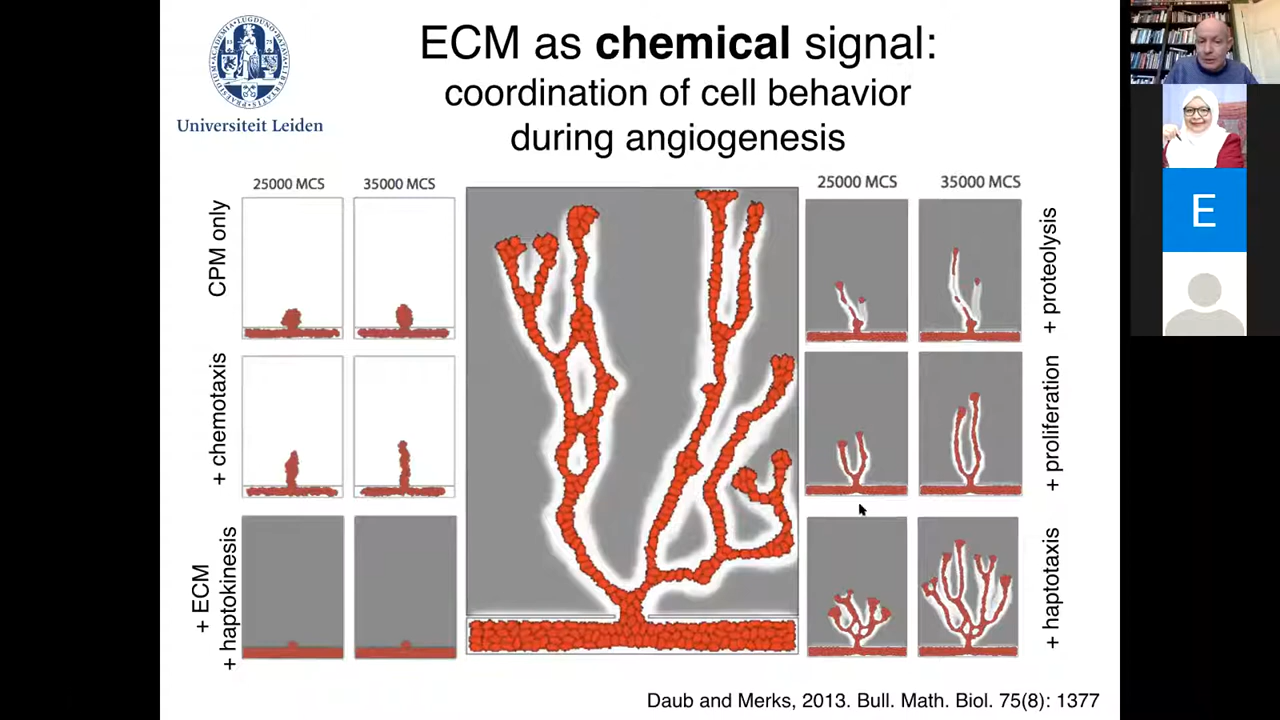 ECM as chemical signal:
coordination of cell behavior
during angiogenesis
Universiteit Leiden
25000 MCS
35000 MCS
25000 MCS
35000 MCS
CPM only
+ chemotaxis
+ ECM
+ haptokinesis
+ proteolysis
+ proliferation
+ haptotaxis
E
Daub and Merks, 2013. Bull. Math. Biol. 75(8): 1377